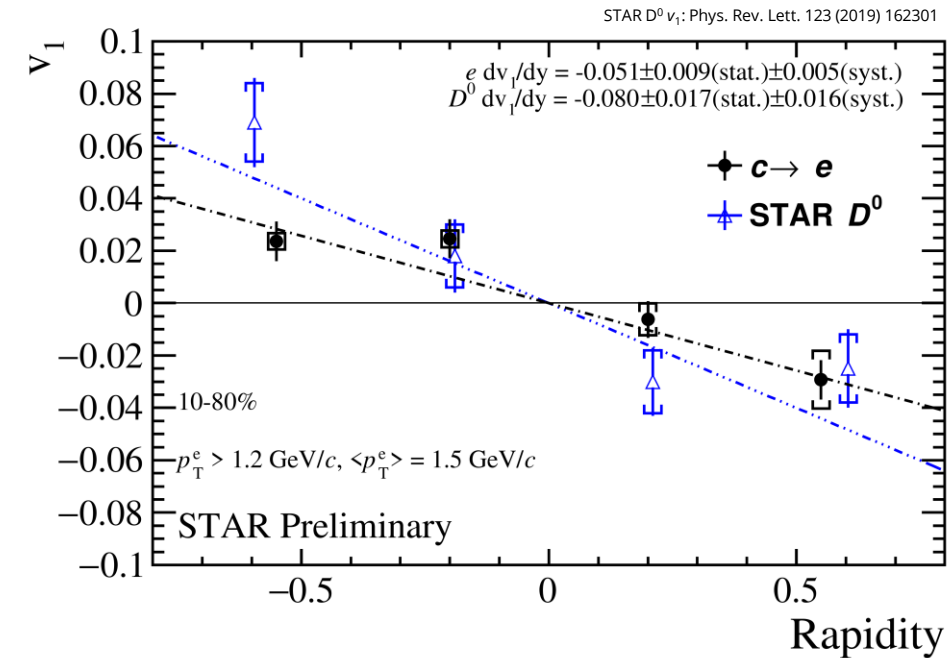 STAR D⁰ v₁: Phys. Rev. Lett. 123 (2019) 162301
v₁
0.1
e dv₁/dy = -0.051±0.009(stat.)±0.005(syst.)
0.08
D⁰ dv₁/dy = -0.080±0.017(stat.)±0.016(syst.)
0.06
c→ e
0.04
STAR D⁰
0.02
0
−0.02
−0.04
10-80%
−0.06
pᵉ_T > 1.2 GeV/c, <pᵉ_T> = 1.5 GeV/c
−0.08
STAR Preliminary
−0.1
−0.5 0 0.5
Rapidity